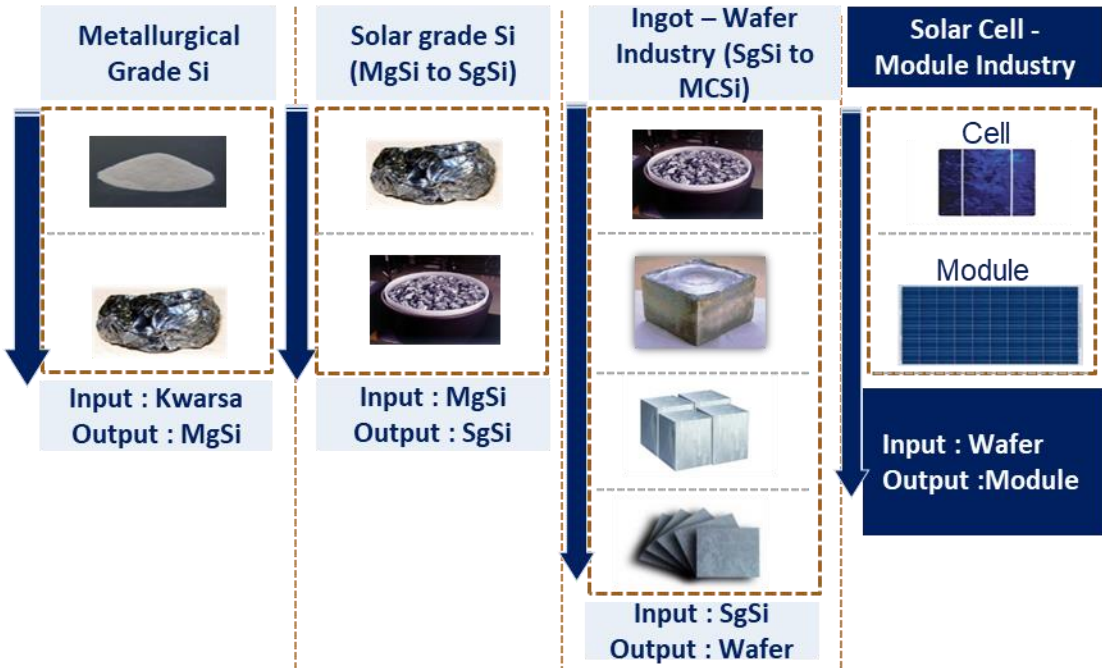 Metallurgical
Grade Si
Input : Kwarsa
Output : MgSi
Solar grade Si
(MgSi to SgSi)
Input : MgSi
Output : SgSi
Ingot – Wafer
Industry (SgSi to
MCSi)
Input : SgSi
Output : Wafer
Solar Cell -
Module Industry
Cell
Module
Input : Wafer
Output :Module